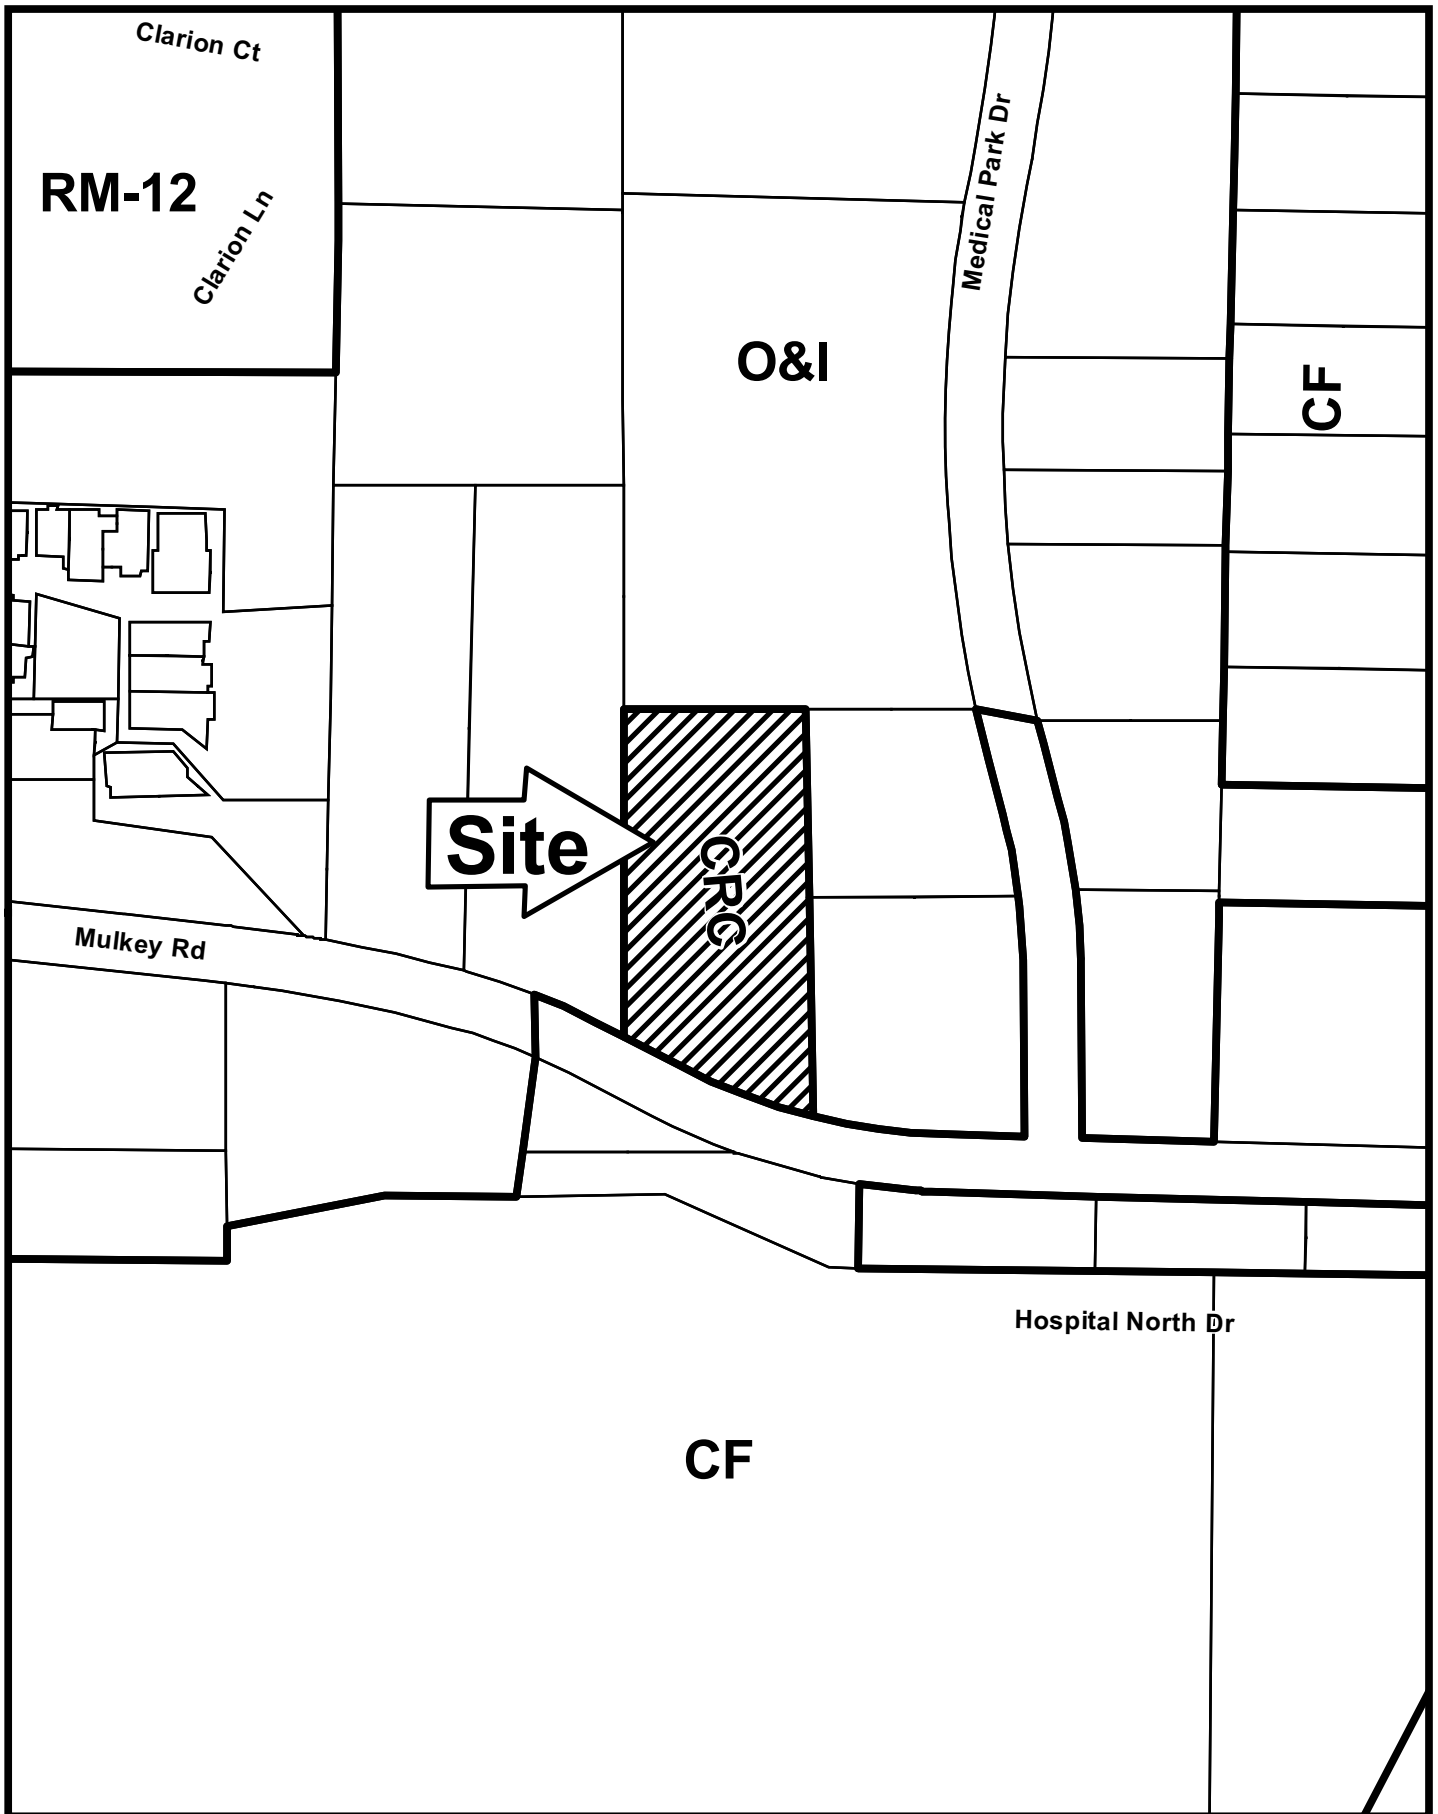 Clarion Ct
RM-12
Clarion Ln
Medical Park Dr
O&I
CF
Site
CRC
Mulkey Rd
Hospital North Dr
CF